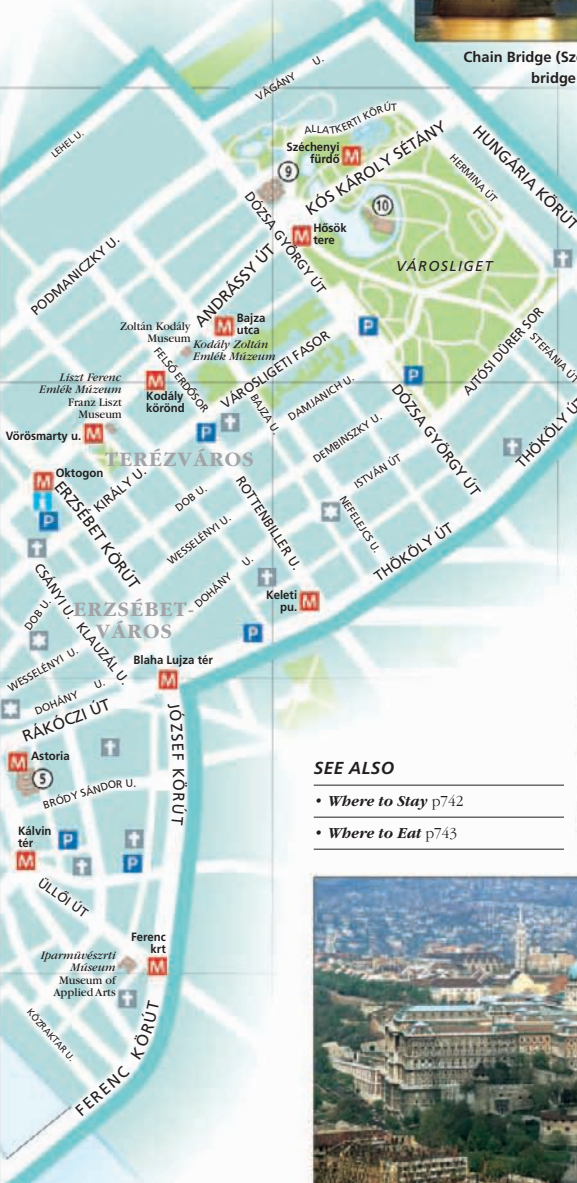 Chain Bridge (Sz
bridge
VÁGÁNY U.
LEHEL U.
ALLATKERTI KÖRÚT
Széchenyi
fürdő
M
KÓS KÁROLY SÉTÁNY
HUNGÁRIA KÖRÚT
HERMINA ÚT
9
10
DÓZSA GYÖRGY ÚT
M
Hősök
tere
VÁROSLIGET
PODMANICZKY U.
ANDRÁSSY ÚT
M
Bajza
utca
Zoltán Kodály
Museum
Kodály Zoltán
Emlék Múzeum
P
AJTÓSI DÜRER SOR
STEFÁNIA ÚT
FELSŐ ERDŐSOR
VÁROSLIGETI FASOR
P
Liszt Ferenc
Emlék Múzeum
Franz Liszt
Museum
M
Kodály
körönd
BAJZA U.
DAMJANICH U.
DÓZSA GYÖRGY ÚT
THÖKÖLY ÚT
Vörösmarty u.
M
P
DEMBINSZKY U.
TERÉZVÁROS
ISTVÁN ÚT
M
Oktogon
i
P
KIRÁLY U.
ERZSÉBET KÖRÚT
DOB U.
ROTTENBILLER U.
NEFELEJCS U.
WESSELÉNYI U.
THÖKÖLY ÚT
CSÁNYI U.
DOHÁNY U.
Keleti
pu.
M
DOB U.
KLAUZÁL U.
ERZSÉBET-
VÁROS
P
WESSELÉNYI U.
Blaha Lujza tér
M
DOHÁNY U.
RÁKÓCZI ÚT
JÓZSEF KÖRÚT
M
Astoria
5
BRÓDY SÁNDOR U.
SEE ALSO
• Where to Stay p742
• Where to Eat p743
Kálvin
tér
M
P
P
ÜLLŐI ÚT
Ferenc
krt
M
Iparmüvészrti
Múseum
Museum of
Applied Arts
KÖZRAKTAR U.
FERENC KÖRÚT